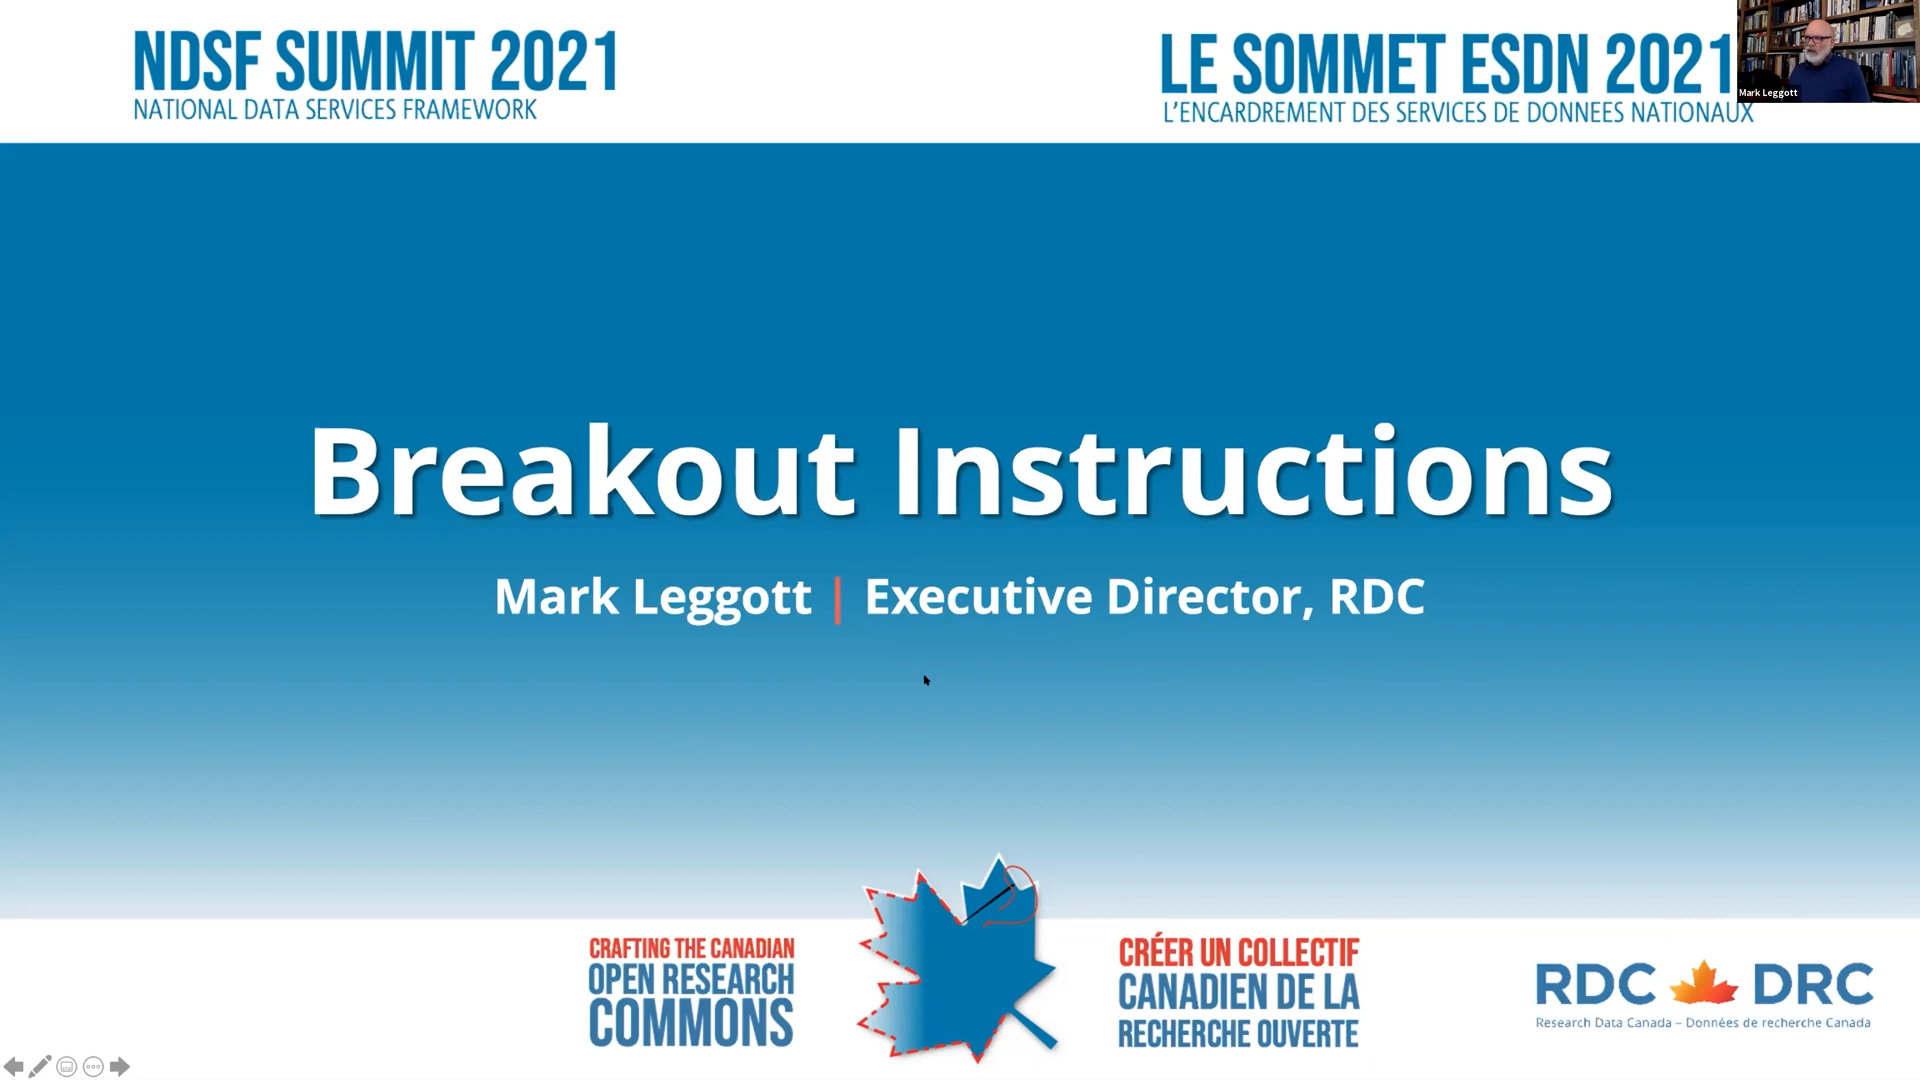 NDSF SUMMIT 2021
NATIONAL DATA SERVICES FRAMEWORK
LE SOMMET ESDN 2021
L'ENCARDREMENT DES SERVICES DE DONNEES NATIONAUX
Mark Leggott
Breakout Instructions
Mark Leggott | Executive Director, RDC
CRAFTING THE CANADIAN
OPEN RESEARCH
COMMONS
CRÉER UN COLLECTIF
CANADIEN DE LA
RECHERCHE OUVERTE
RDC DRC
Research Data Canada – Données de recherche Canada